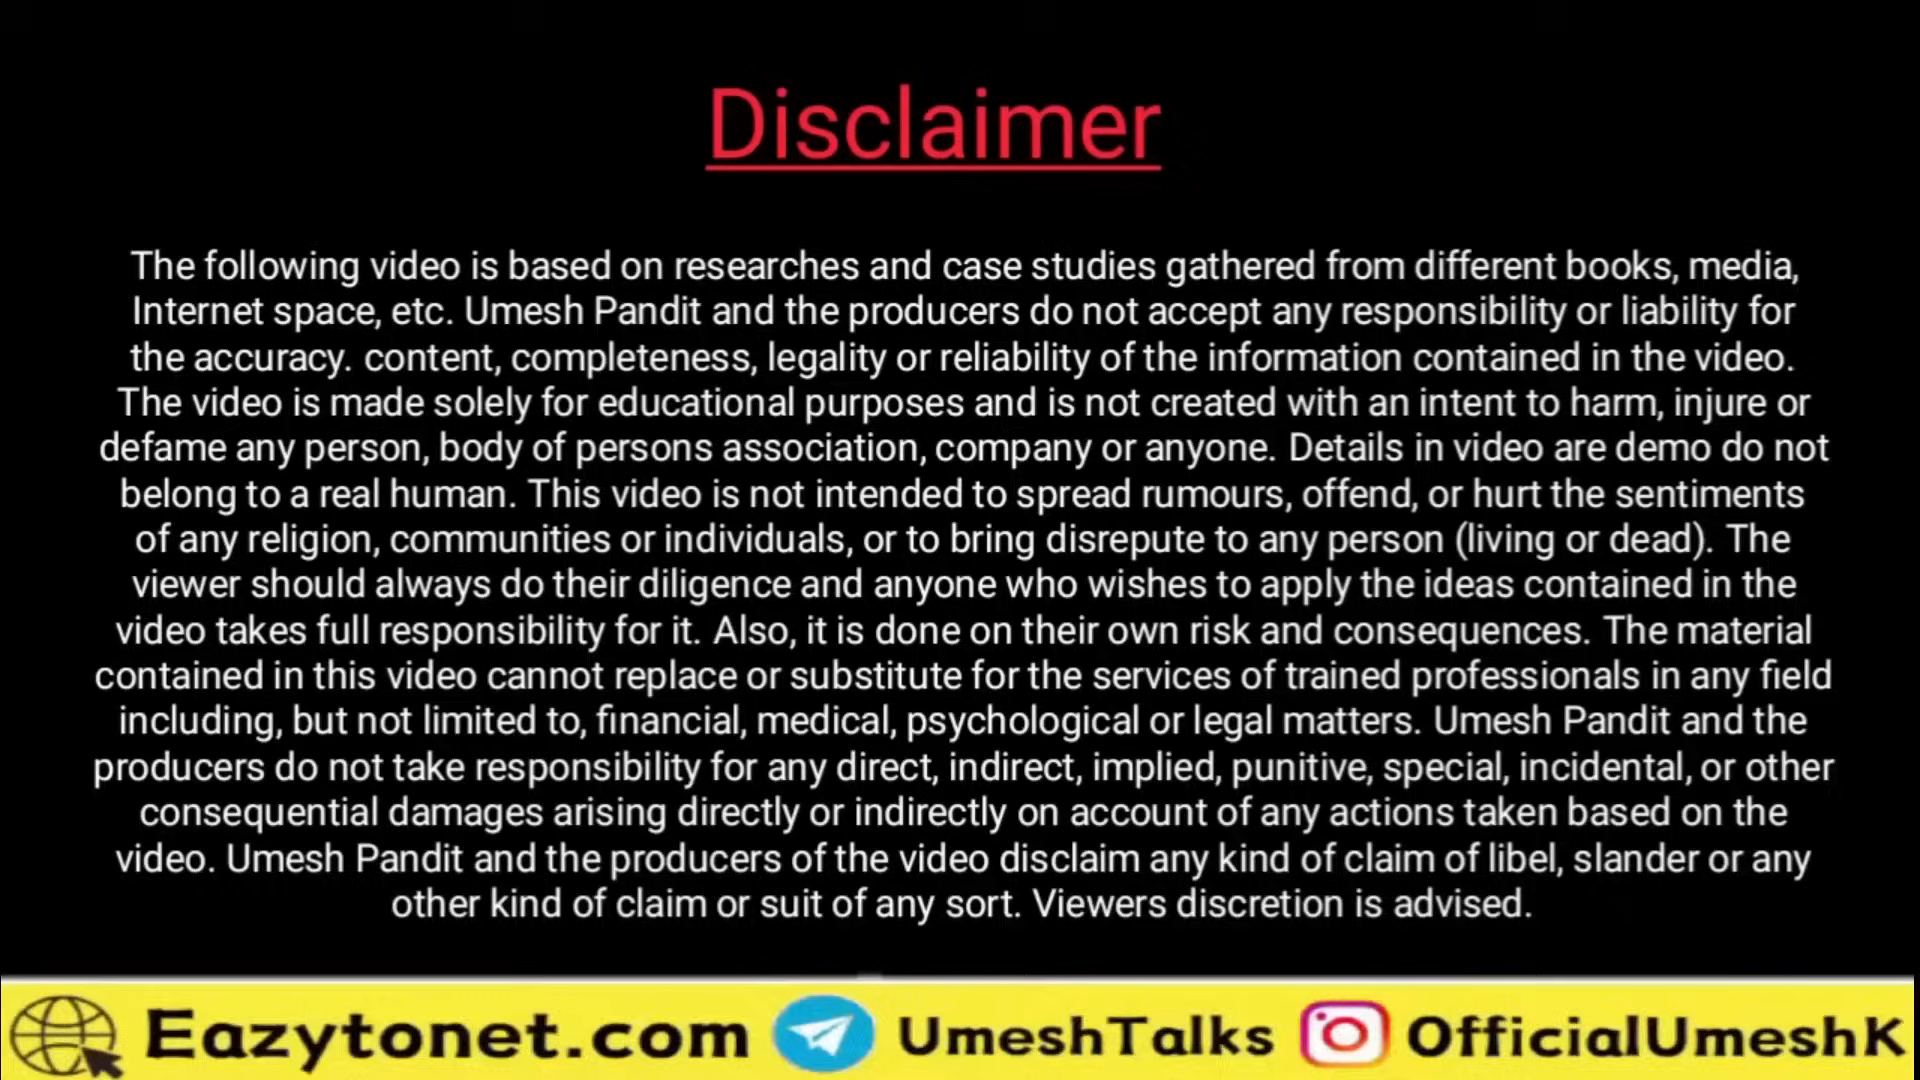 Disclaimer
The following video is based on researches and case studies gathered from different books, media,
Internet space, etc. Umesh Pandit and the producers do not accept any responsibility or liability for
the accuracy. content, completeness, legality or reliability of the information contained in the video.
The video is made solely for educational purposes and is not created with an intent to harm, injure or
defame any person, body of persons association, company or anyone. Details in video are demo do not
belong to a real human. This video is not intended to spread rumours, offend, or hurt the sentiments
of any religion, communities or individuals, or to bring disrepute to any person (living or dead). The
viewer should always do their diligence and anyone who wishes to apply the ideas contained in the
video takes full responsibility for it. Also, it is done on their own risk and consequences. The material
contained in this video cannot replace or substitute for the services of trained professionals in any field
including, but not limited to, financial, medical, psychological or legal matters. Umesh Pandit and the
producers do not take responsibility for any direct, indirect, implied, punitive, special, incidental, or other
consequential damages arising directly or indirectly on account of any actions taken based on the
video. Umesh Pandit and the producers of the video disclaim any kind of claim of libel, slander or any
other kind of claim or suit of any sort. Viewers discretion is advised.
Eazytonet.com UmeshTalks OfficialUmeshK